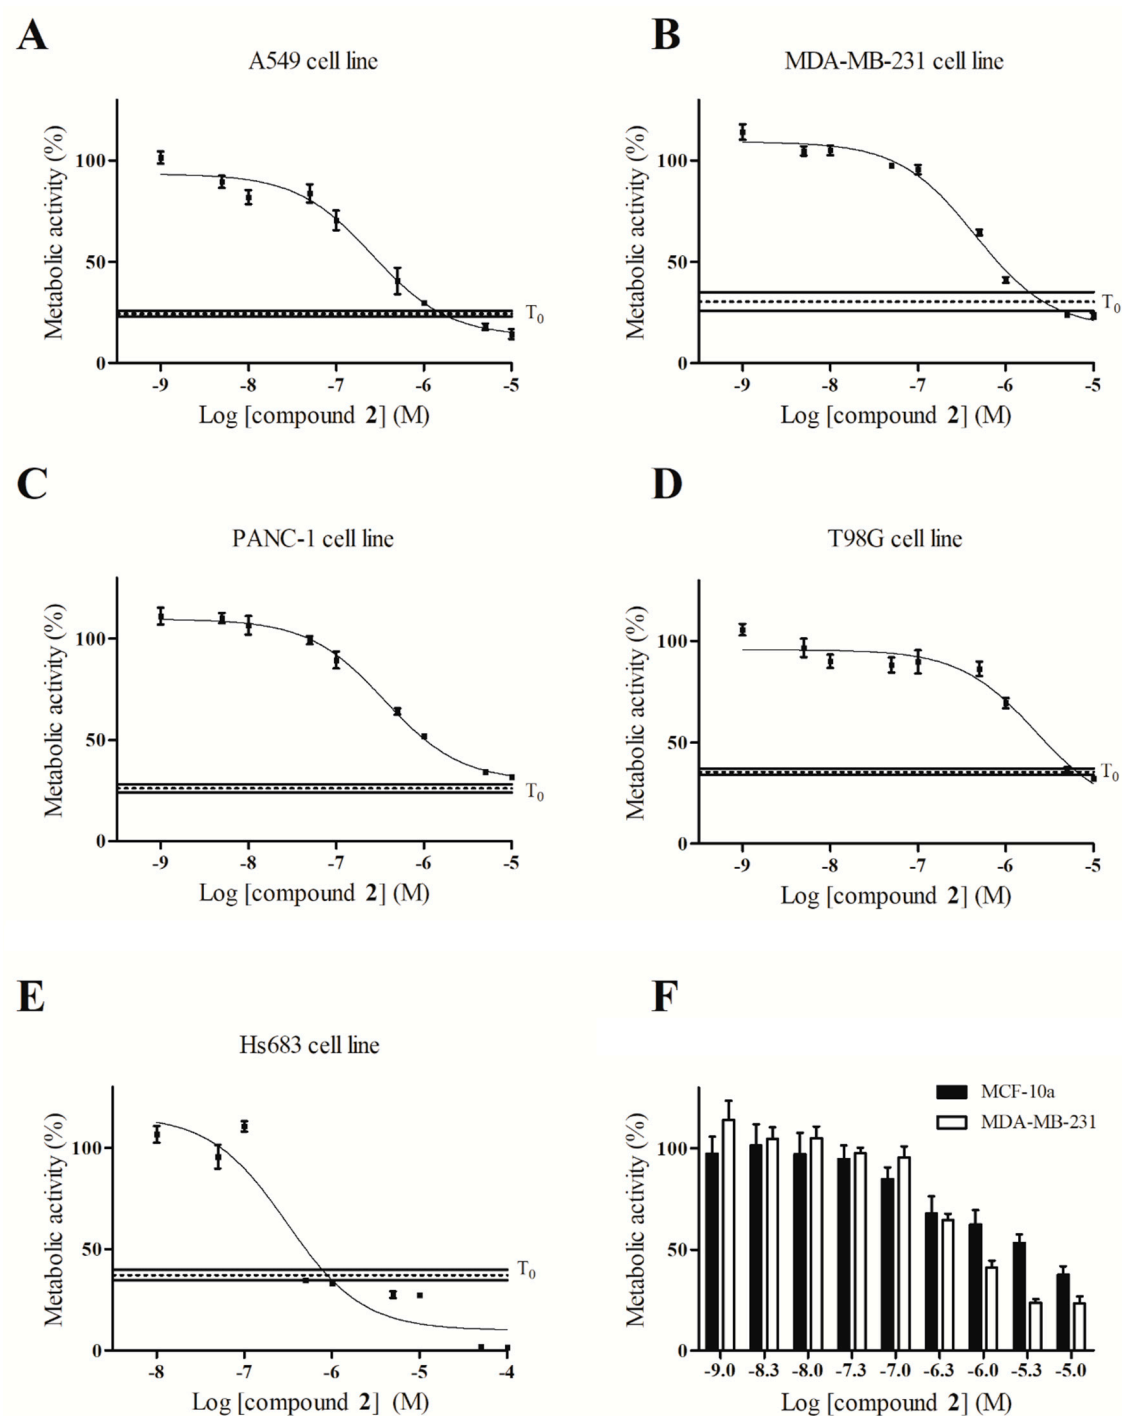 A
A549 cell line
Metabolic activity (%)
100
50
0
T0
-9
-8
-7
-6
-5
Log [compound 2] (M)
B
MDA-MB-231 cell line
Metabolic activity (%)
100
50
0
T0
-9
-8
-7
-6
-5
Log [compound 2] (M)
C
PANC-1 cell line
Metabolic activity (%)
100
50
0
T0
-9
-8
-7
-6
-5
Log [compound 2] (M)
D
T98G cell line
Metabolic activity (%)
100
50
0
T0
-9
-8
-7
-6
-5
Log [compound 2] (M)
E
Hs683 cell line
Metabolic activity (%)
100
50
0
T0
-8
-7
-6
-5
-4
Log [compound 2] (M)
F
MCF-10a
MDA-MB-231
Metabolic activity (%)
100
50
0
-9.0
-8.3
-8.0
-7.3
-7.0
-6.3
-6.0
-5.3
-5.0
Log [compound 2] (M)